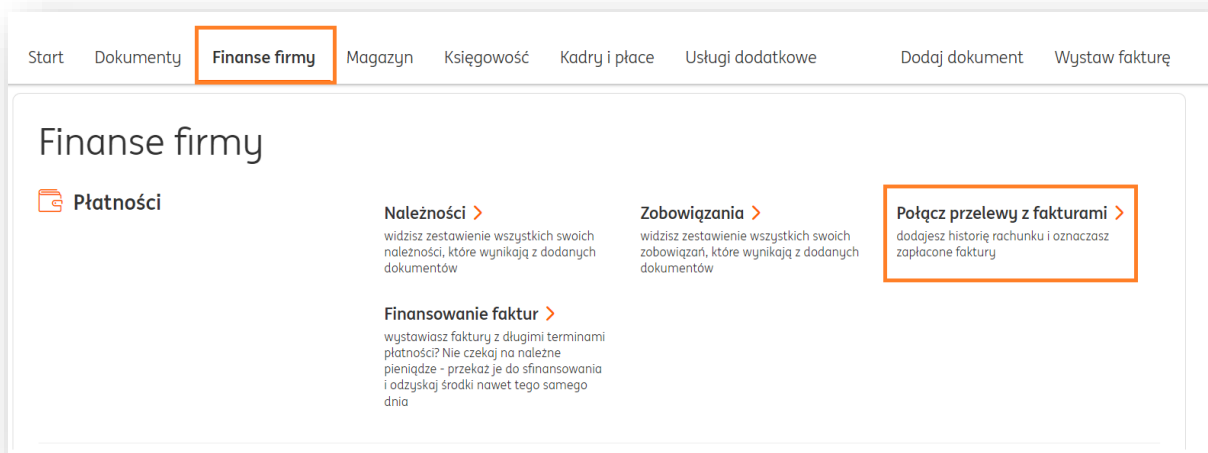 Start Dokumenty Finanse firmy Magazyn Księgowość Kadry i płace Usługi dodatkowe Dodaj dokument Wystaw fakturę
Finanse firmy
Płatności
Należności >
widzisz zestawienie wszystkich swoich
należności, które wynikają z dodanych
dokumentów
Zobowiązania >
widzisz zestawienie wszystkich swoich
zobowiązań, które wynikają z dodanych
dokumentów
Połącz przelewy z fakturami >
dodajesz historię rachunku i oznaczasz
zapłacone faktury
Finansowanie faktur >
wystawiasz faktury z długimi terminami
płatności? Nie czekaj na należne
pieniądze - przekaż je do sfinansowania
i odzyskaj środki nawet tego samego
dnia